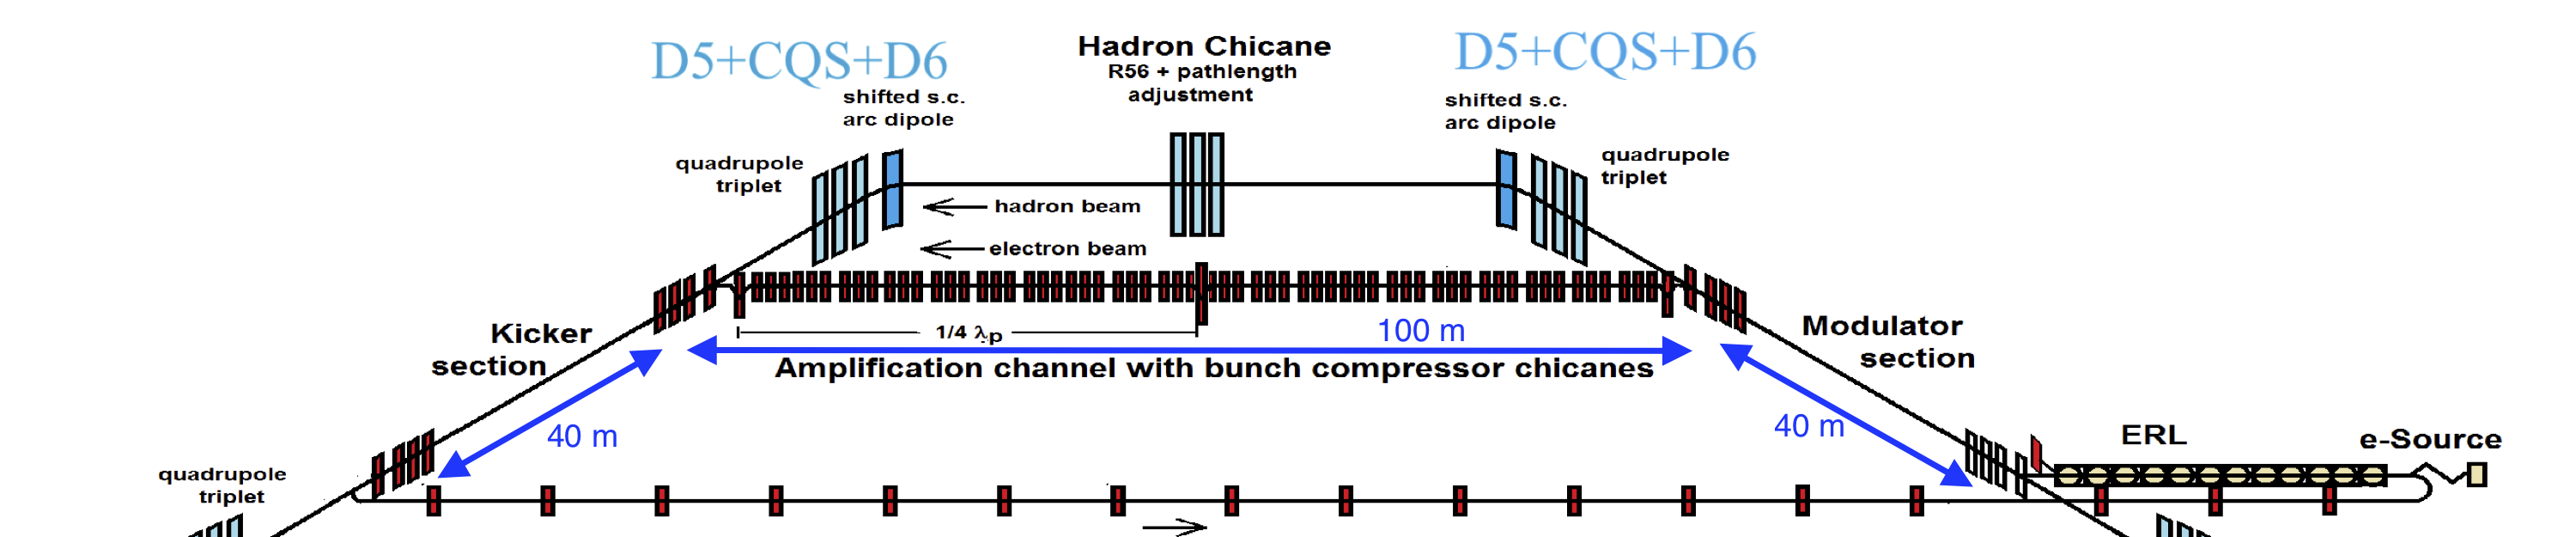 D5+CQS+D6
shifted s.c.
arc dipole
Hadron Chicane
R56 + pathlength
adjustment
D5+CQS+D6
shifted s.c.
arc dipole
quadrupole
triplet
quadrupole
triplet
hadron beam
electron beam
1/4 λp
100 m
Amplification channel with bunch compressor chicanes
Kicker
section
Modulator
section
40 m
40 m
ERL
e-Source
quadrupole
triplet